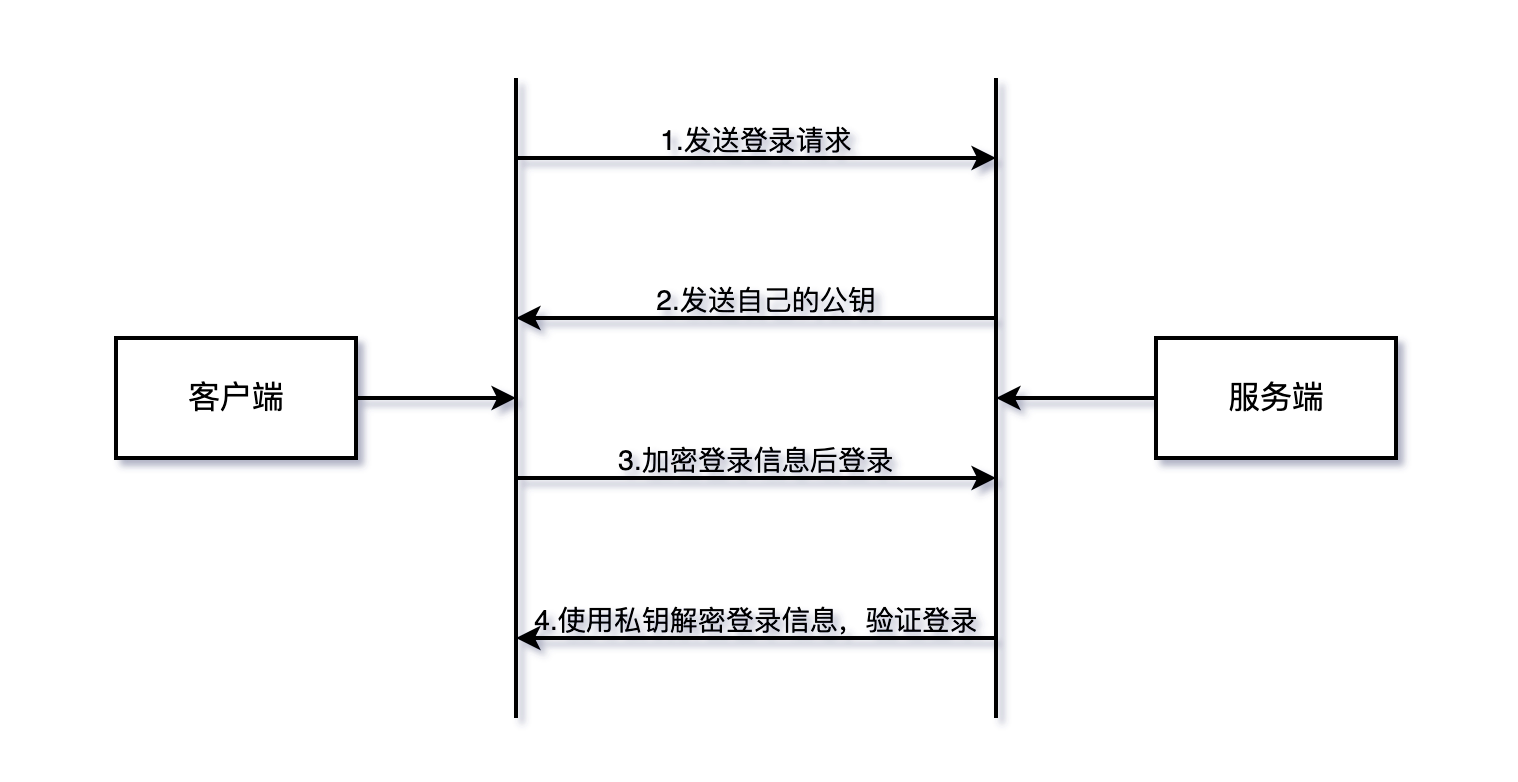 1.发送登录请求
2.发送自己的公钥
客户端
服务端
3.加密登录信息后登录
4.使用私钥解密登录信息，验证登录